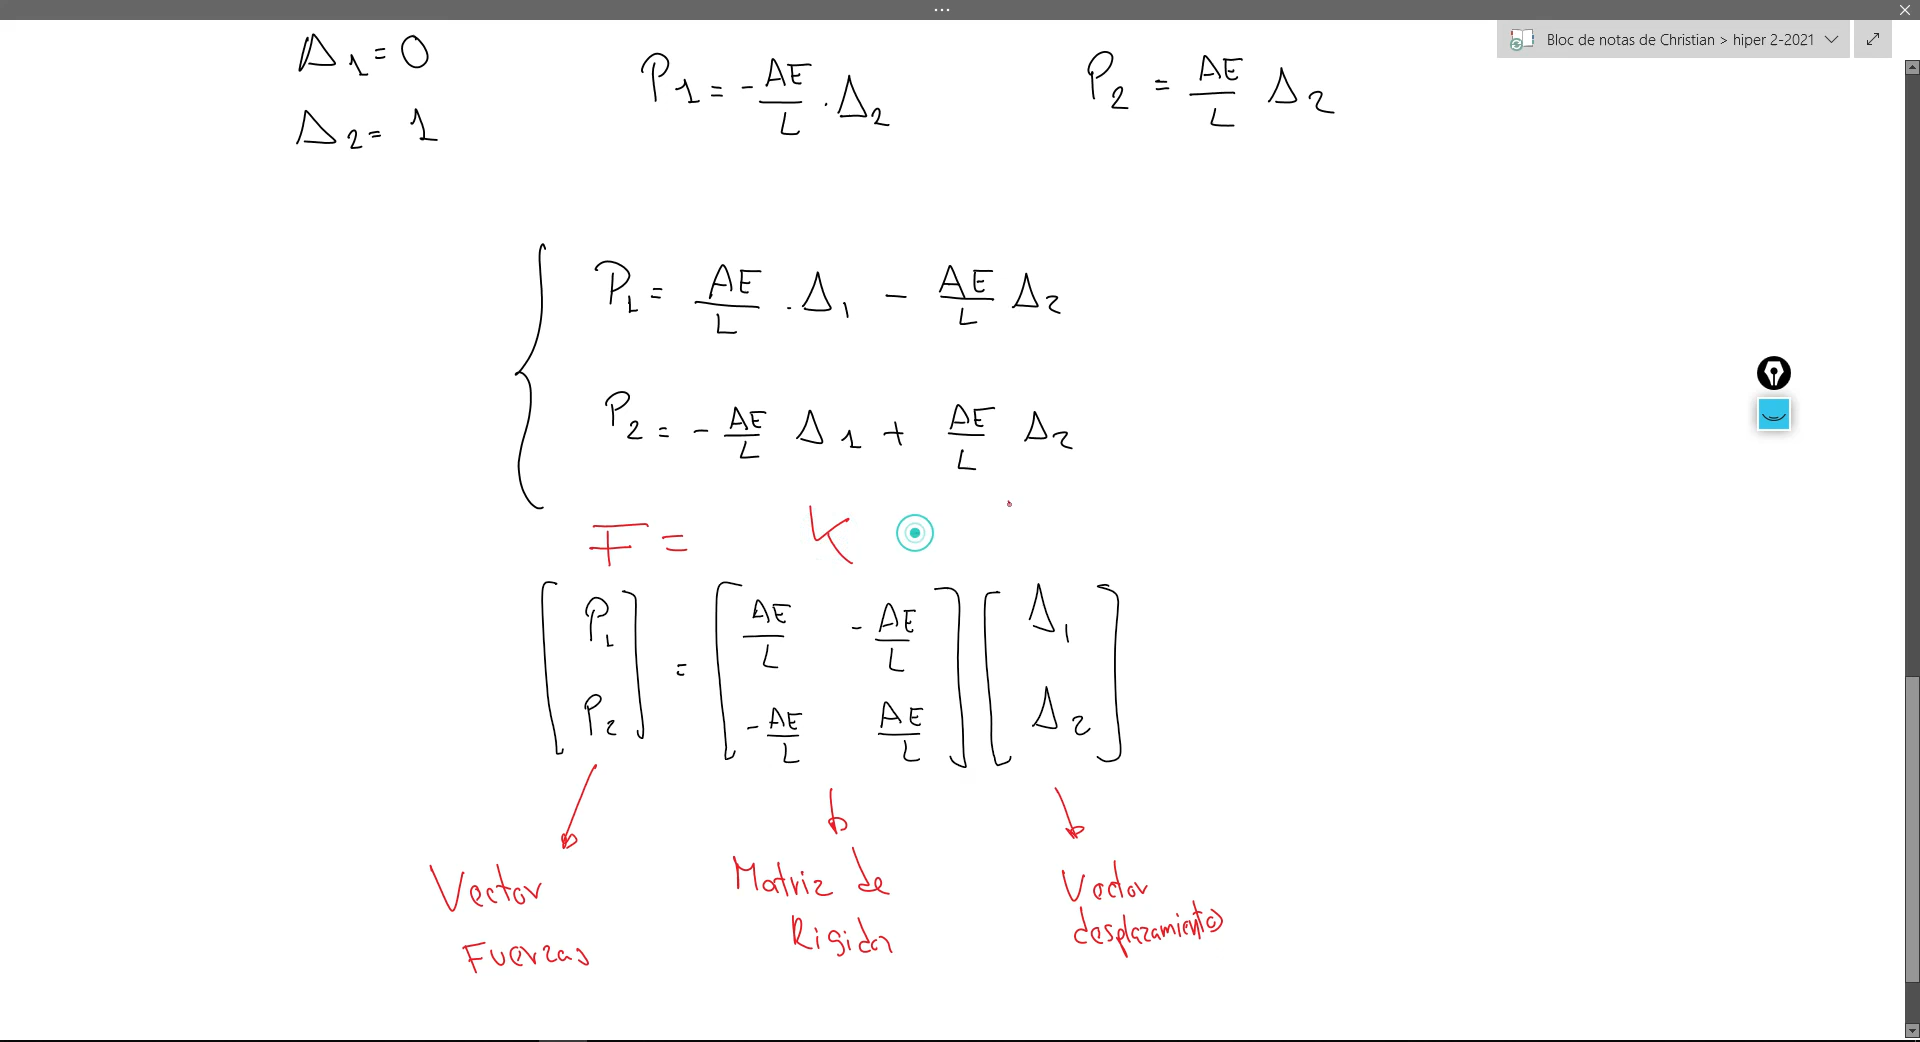 Bloc de notas de Christian > hiper 2-2021
Δ1 = 0
Δ2 = 1
P1 = - AE/L . Δ2
P2 = AE/L Δ2
P1 = AE/L . Δ1 - AE/L Δ2
P2 = - AE/L Δ1 + AE/L Δ2
F = K
[P1 P2] = [AE/L -AE/L -AE/L AE/L] [Δ1 Δ2]
Vector
Fuerzas
Matriz de
Rigidez
Vector
desplazamiento